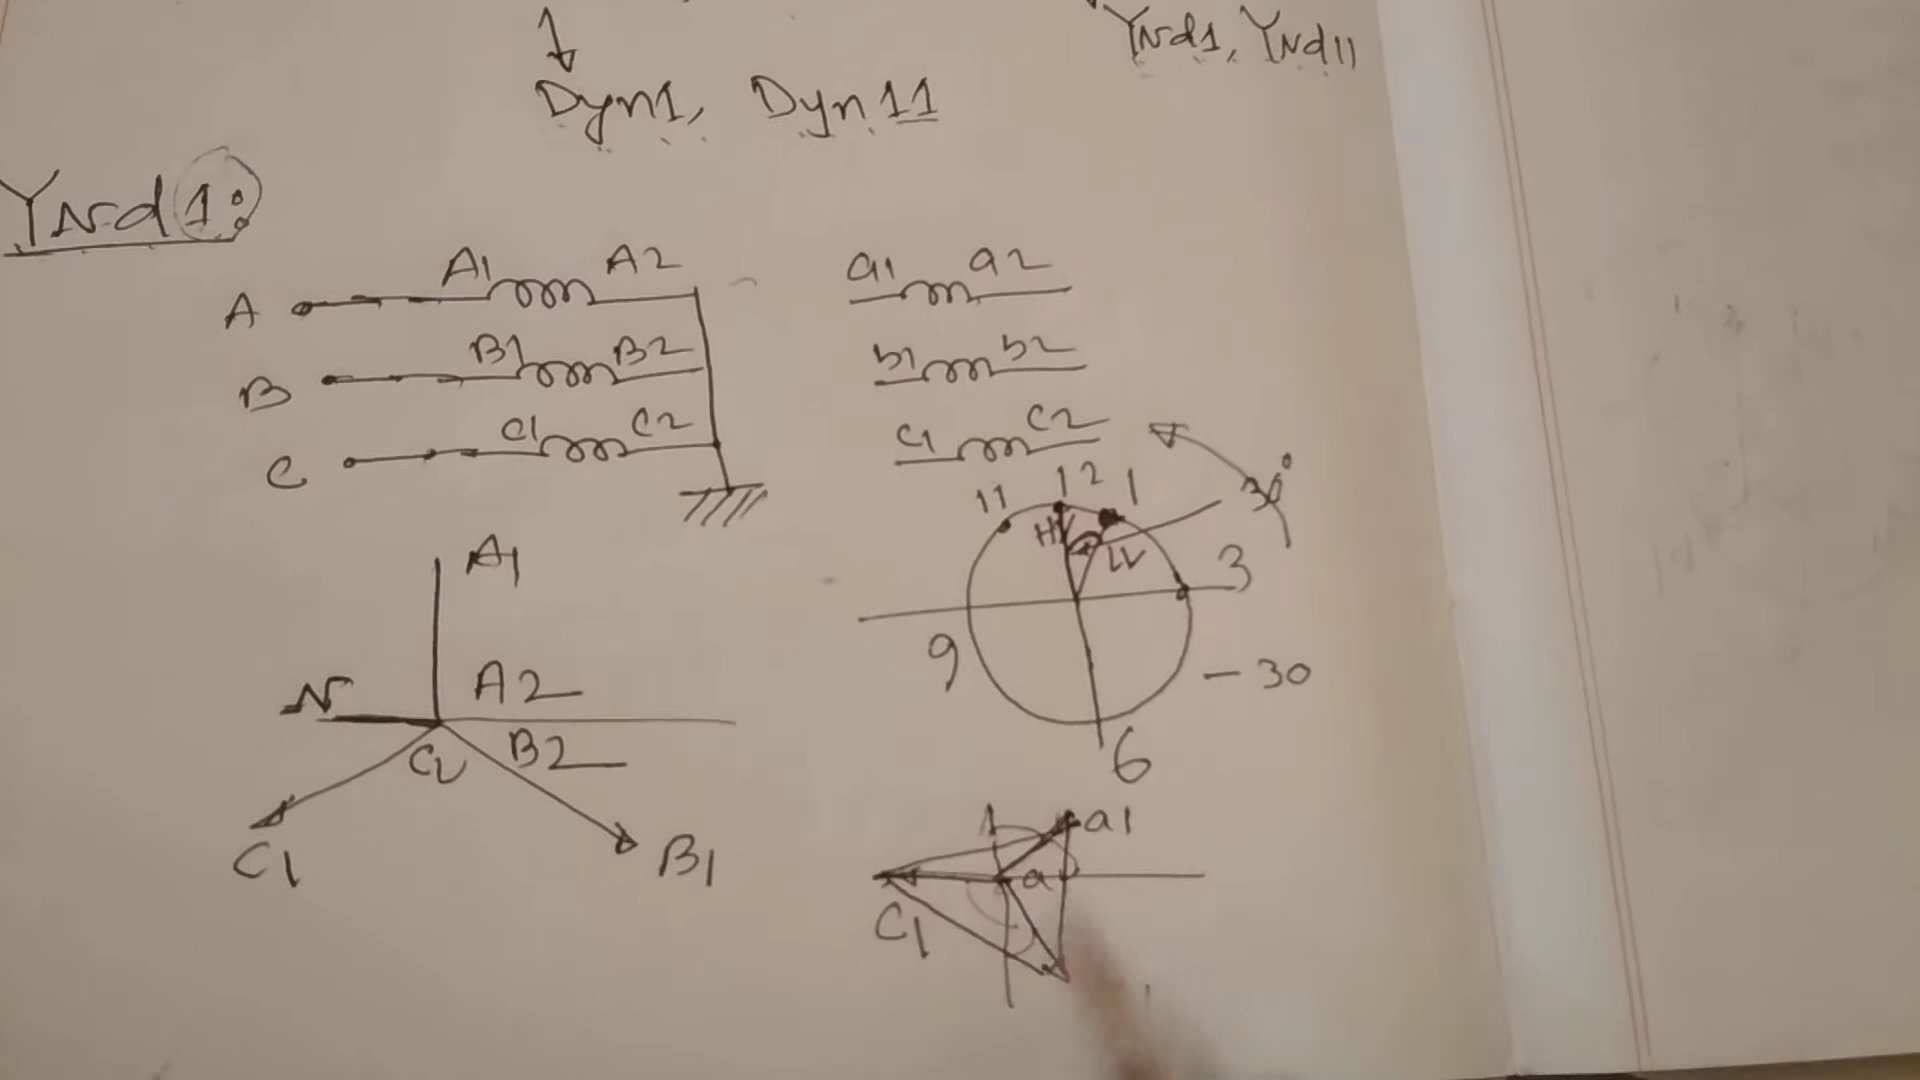 YNd1, YNd11
Dyn1, Dyn11
YNd1:
A A1 A2 a1 a2
B B1 B2 b1 b2
C C1 C2 c1 c2
11 12 1
30°
HV LV
3
9
-30
6
A1
N A2
C2 B2
C1 B1
a1
a
C1